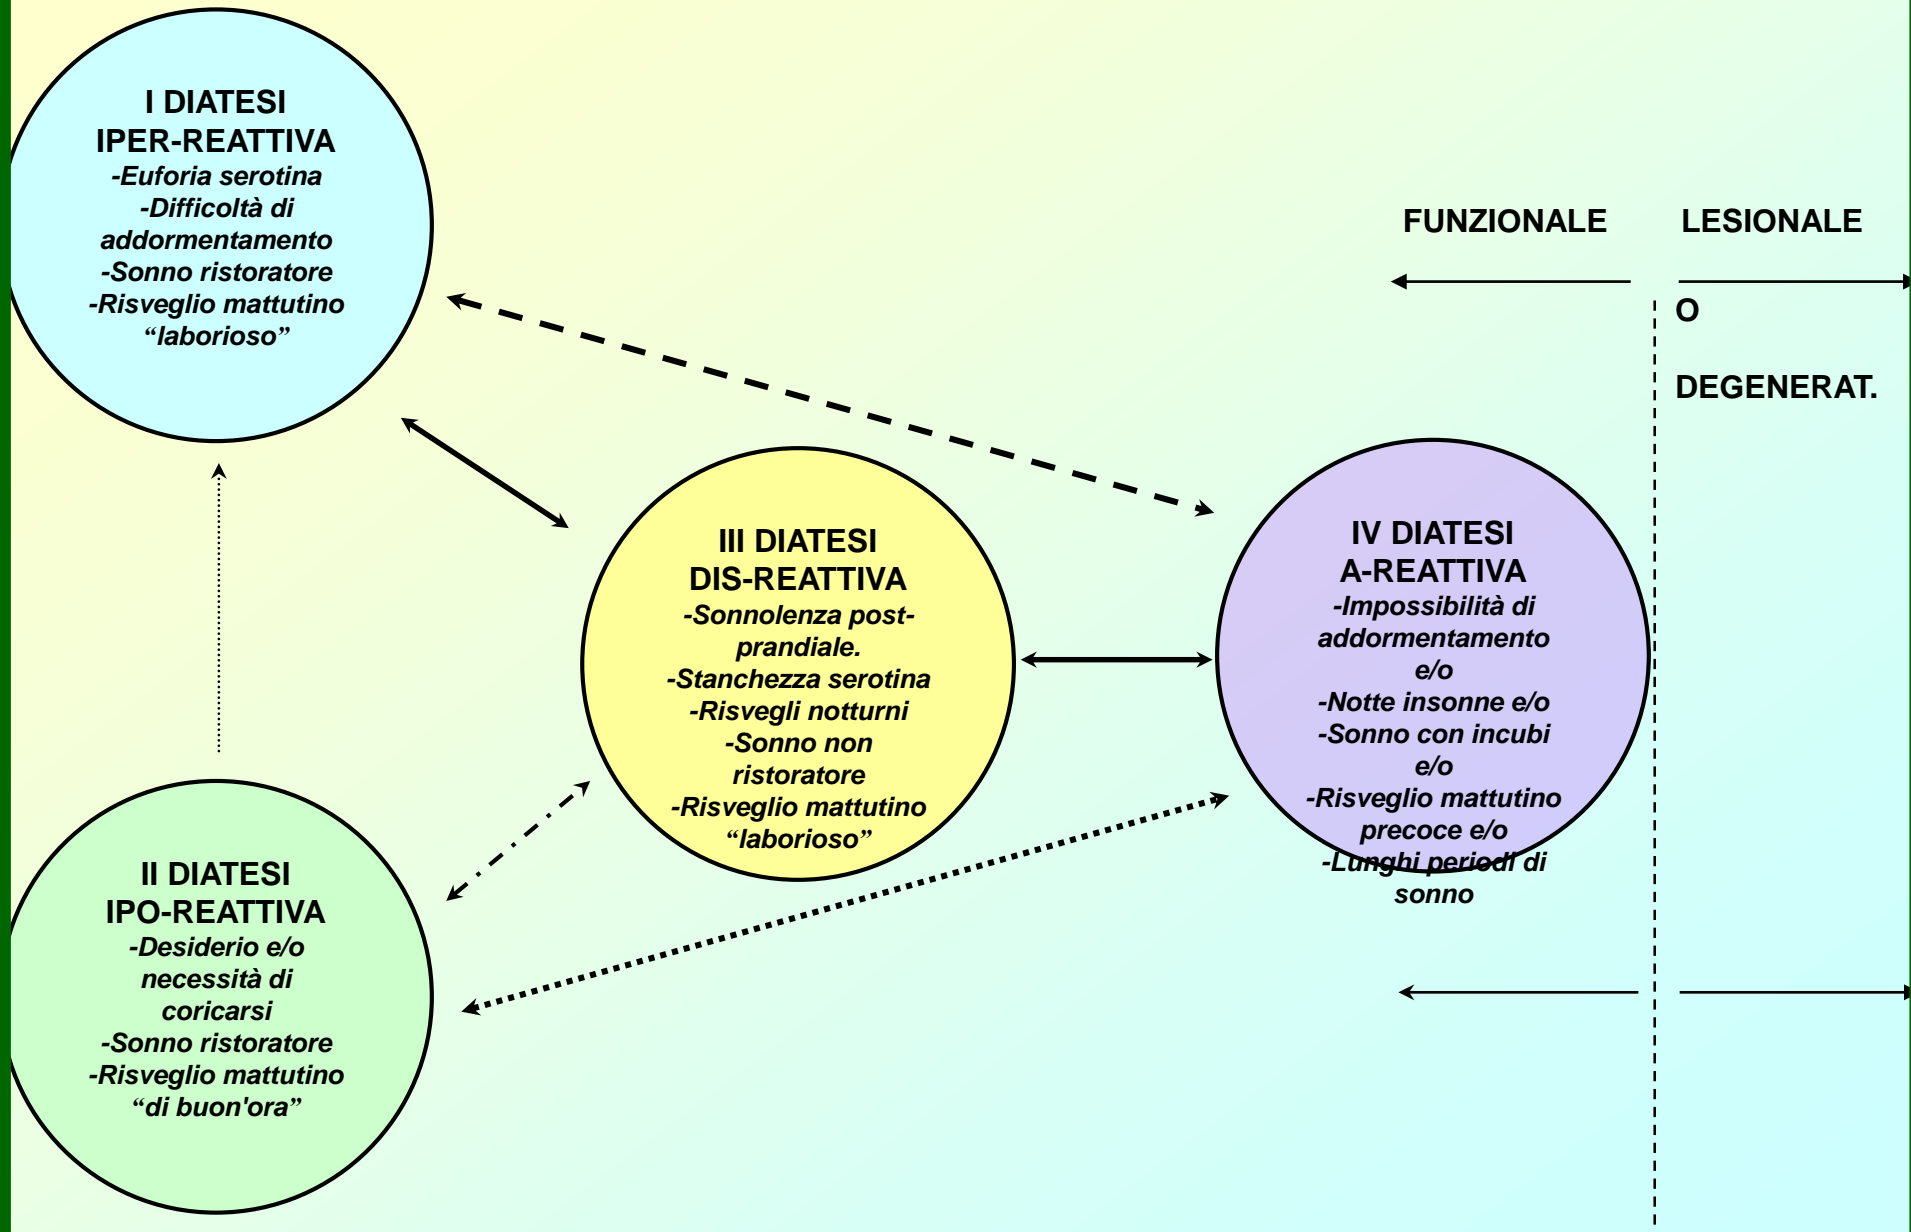 I DIATESI
IPER-REATTIVA
-Euforia serotina
-Difficoltà di
addormentamento
-Sonno ristoratore
-Risveglio mattutino
“laborioso”
FUNZIONALE
LESIONALE
O
DEGENERAT.
III DIATESI
DIS-REATTIVA
-Sonnolenza post-
prandiale.
-Stanchezza serotina
-Risvegli notturni
-Sonno non
ristoratore
-Risveglio mattutino
“laborioso”
IV DIATESI
A-REATTIVA
-Impossibilità di
addormentamento
e/o
-Notte insonne e/o
-Sonno con incubi
e/o
-Risveglio mattutino
precoce e/o
-Lunghi periodi di
sonno
II DIATESI
IPO-REATTIVA
-Desiderio e/o
necessità di
coricarsi
-Sonno ristoratore
-Risveglio mattutino
“di buon'ora”